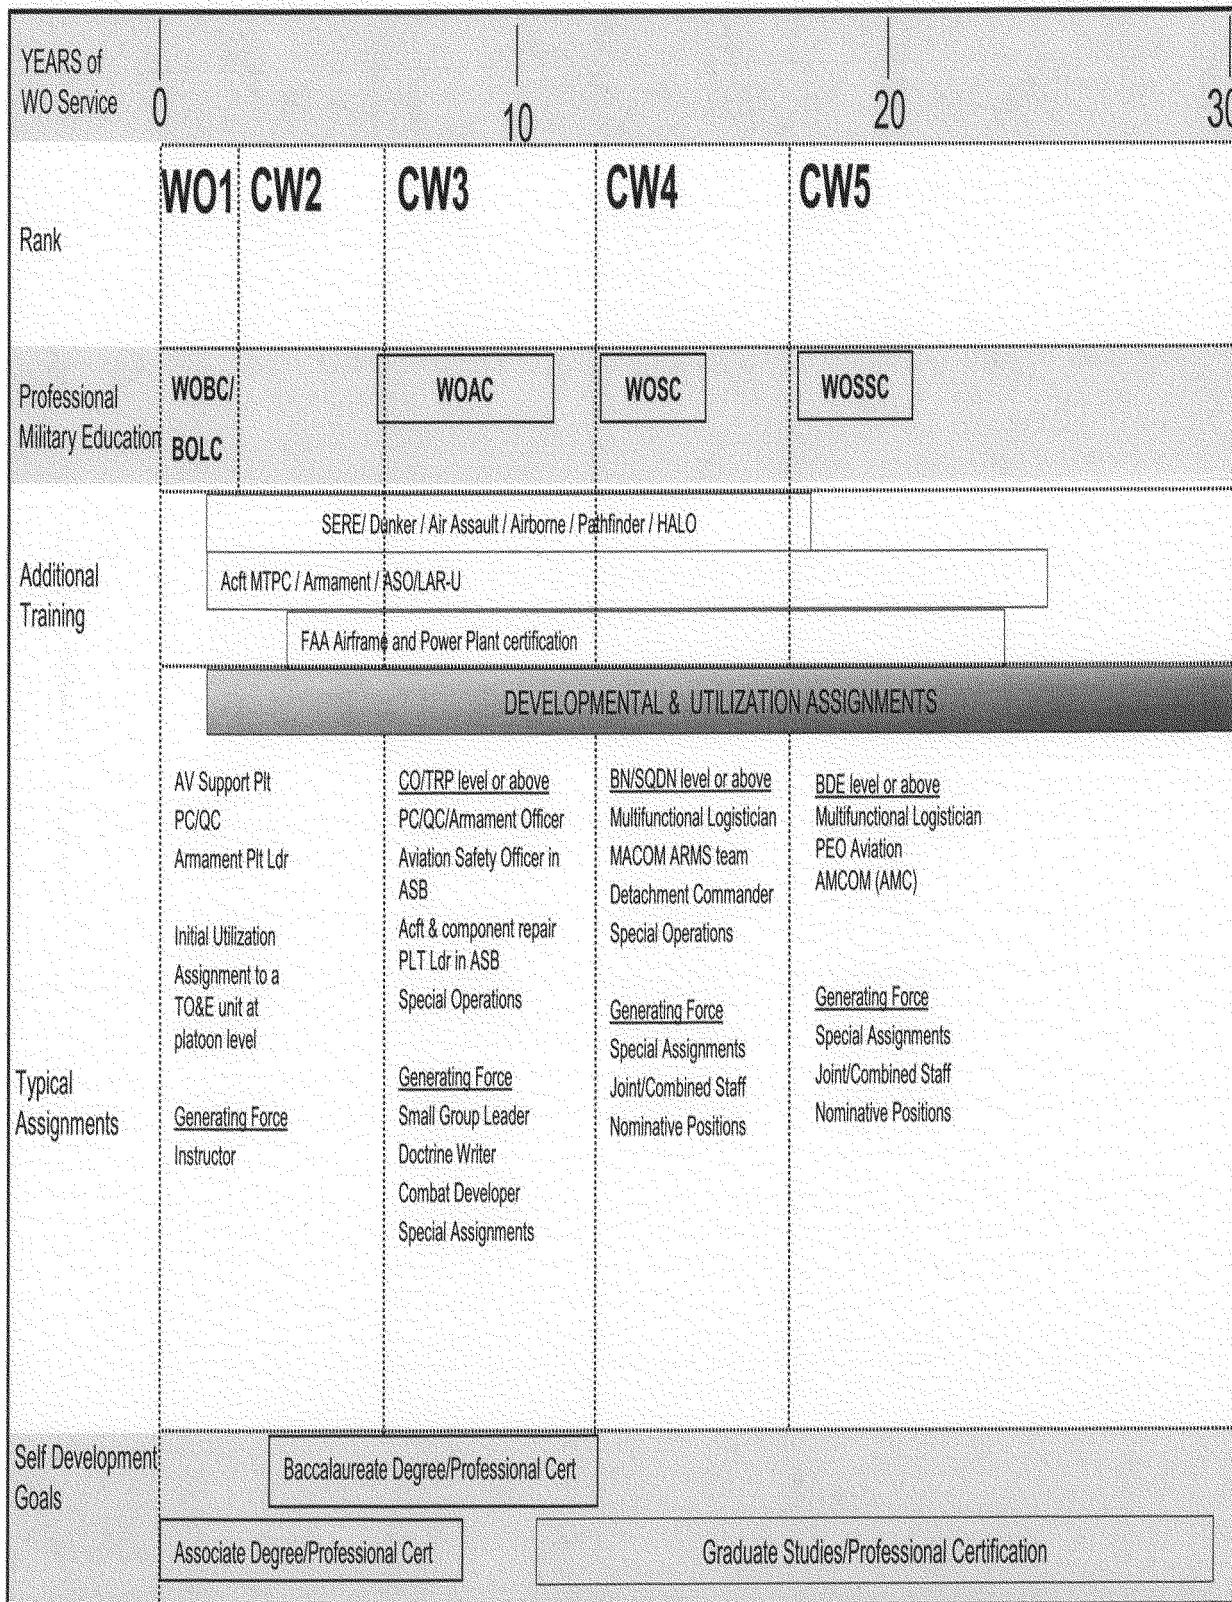 YEARS of
WO Service
0
10
20
30
Rank
WO1
CW2
CW3
CW4
CW5
Professional
Military Education
WOBC/
BOLC
WOAC
WOSC
WOSSC
Additional
Training
SERE/ Dunker / Air Assault / Airborne / Pathfinder / HALO
Acft MTPC / Armament / ASO/LAR-U
FAA Airframe and Power Plant certification
DEVELOPMENTAL & UTILIZATION ASSIGNMENTS
Typical
Assignments
AV Support Plt
PC/QC
Armament Plt Ldr
Initial Utilization
Assignment to a
TO&E unit at
platoon level
Generating Force
Instructor
CO/TRP level or above
PC/QC/Armament Officer
Aviation Safety Officer in
ASB
Acft & component repair
PLT Ldr in ASB
Special Operations
Generating Force
Small Group Leader
Doctrine Writer
Combat Developer
Special Assignments
BN/SQDN level or above
Multifunctional Logistician
MACOM ARMS team
Detachment Commander
Special Operations
Generating Force
Special Assignments
Joint/Combined Staff
Nominative Positions
BDE level or above
Multifunctional Logistician
PEO Aviation
AMCOM (AMC)
Generating Force
Special Assignments
Joint/Combined Staff
Nominative Positions
Self Development
Goals
Baccalaureate Degree/Professional Cert
Associate Degree/Professional Cert
Graduate Studies/Professional Certification